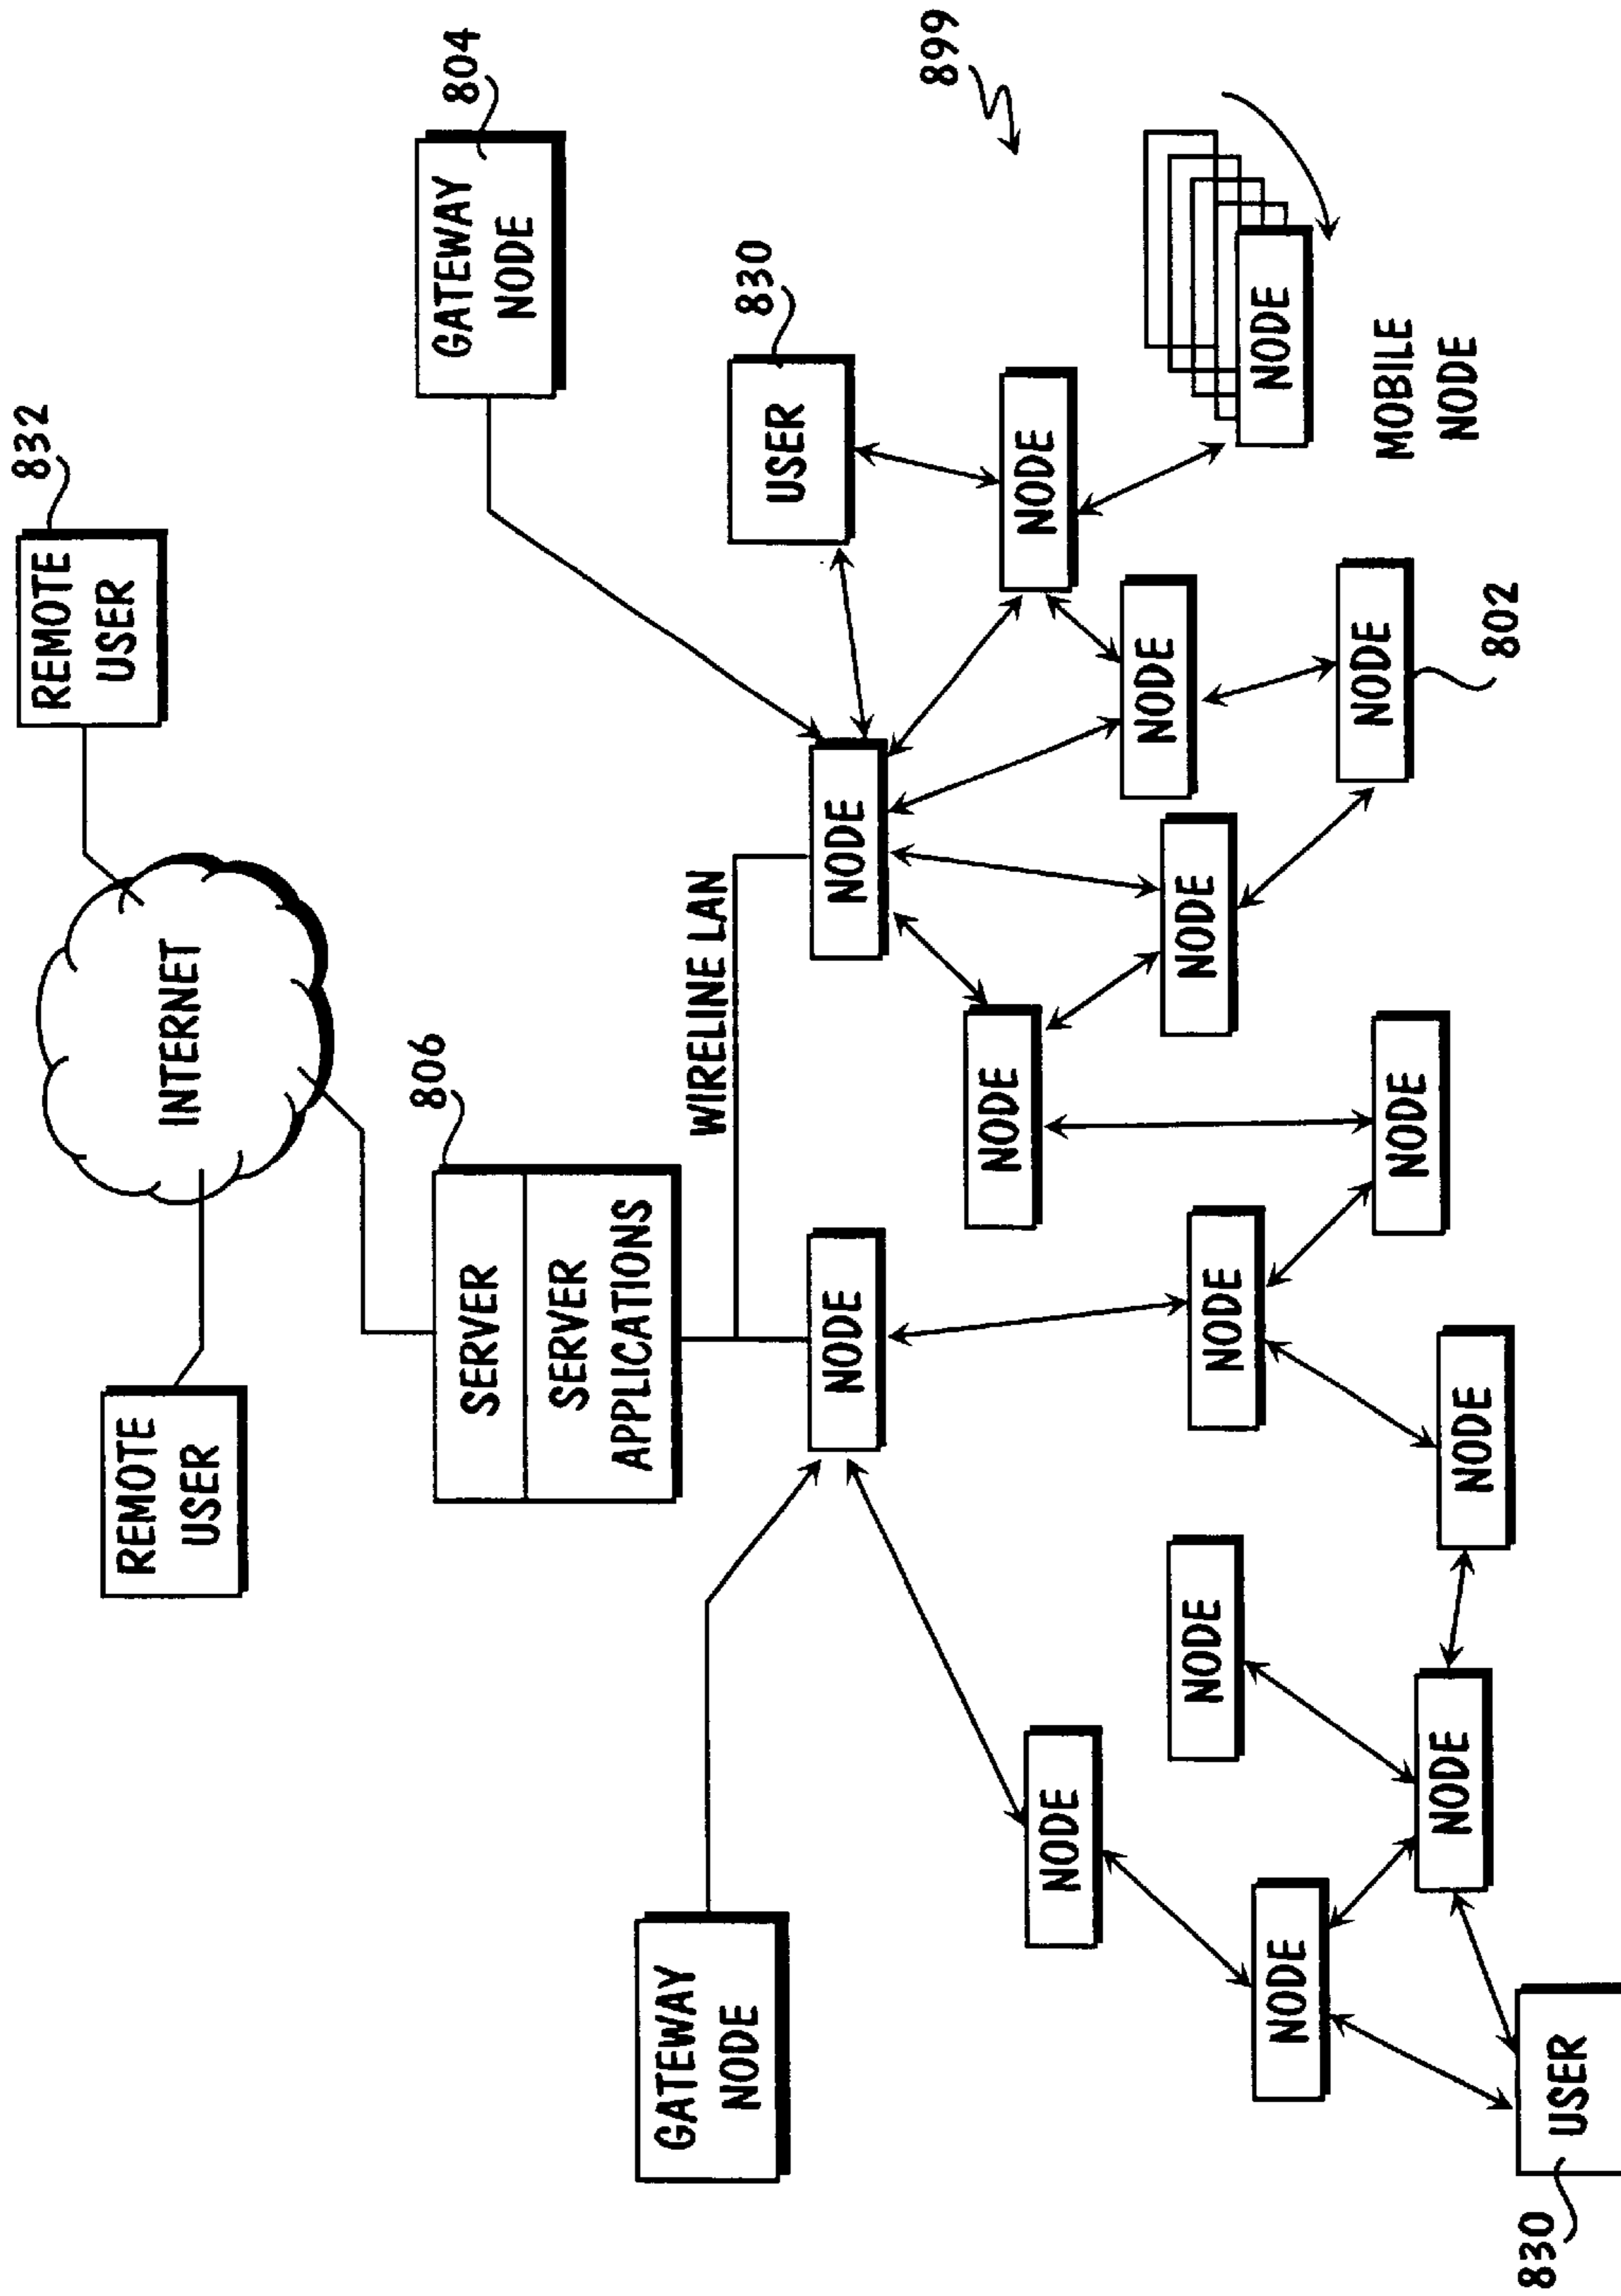 832
REMOTE
USER
REMOTE
USER
INTERNET
806
804
GATEWAY
NODE
SERVER
SERVER
APPLICATIONS
GATEWAY
NODE
WIRELINE LAN
830
USER
NODE
NODE
899
NODE
NODE
NODE
NODE
NODE
NODE
NODE
NODE
NODE
NODE
NODE
MOBILE
NODE
NODE
NODE
802
830
USER